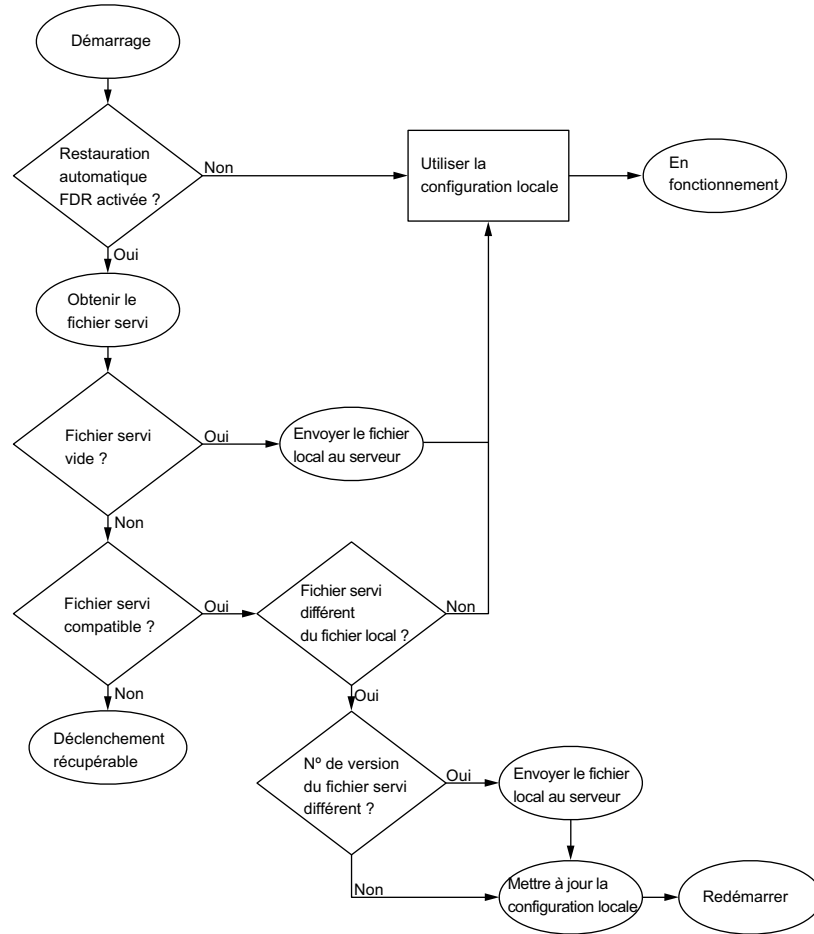 Démarrage
Restauration
automatique
FDR activée ?
Non
Utiliser la
configuration locale
En
fonctionnement
Oui
Obtenir le
fichier servi
Fichier servi
vide ?
Oui
Envoyer le fichier
local au serveur
Non
Fichier servi
compatible ?
Oui
Fichier servi
différent
du fichier local ?
Non
Non
Oui
Déclenchement
récupérable
Nº de version
du fichier servi
différent ?
Oui
Envoyer le fichier
local au serveur
Non
Mettre à jour la
configuration locale
Redémarrer